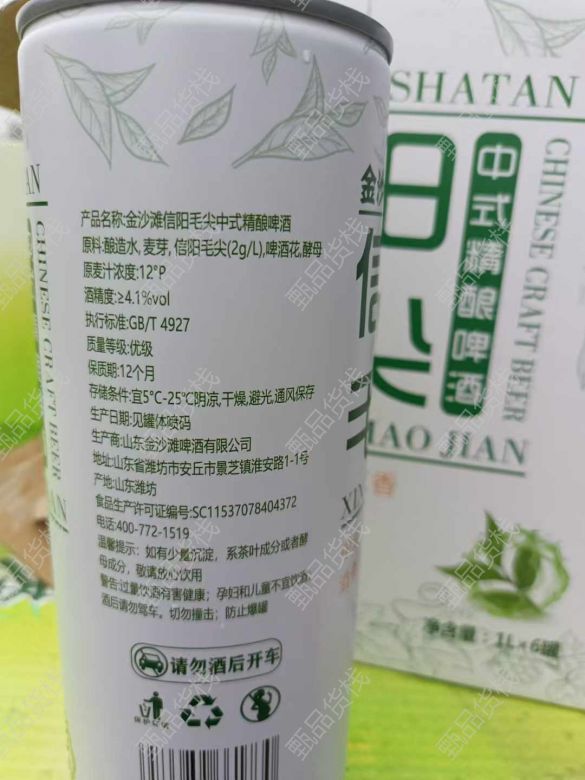 产品名称:金沙滩信阳毛尖中式精酿啤酒
原料:酿造水,麦芽,信阳毛尖(2g/L),啤酒花,酵母
原麦汁浓度:12°P
酒精度:≥4.1%vol
执行标准:GB/T 4927
质量等级:优级
保质期:12个月
存储条件:宜5°C-25℃阴凉,干燥,避光,通风保存
生产日期:见罐体喷码
生产商:山东金沙滩啤酒有限公司
地址:山东省潍坊市安丘市景芝镇淮安路1-1号
产地:山东潍坊
食品生产许可证编号:SC11537078404372
电话:400-772-1519
温馨提示：如有少量沉淀，系茶叶成分或者酵
母成分，敬请放心饮用
警告:过量饮酒有害健康；孕妇和儿童不宜饮酒,
酒后请勿驾车。切勿撞击；防止爆罐
请勿酒后开车
CHINESE CRAFT BEER
TAN
金沙
SHATAN
中式精酿啤酒
CHINESE CRAFT BEER
MAO JIAN
XIN
净含量：1L×6罐
甄品货栈